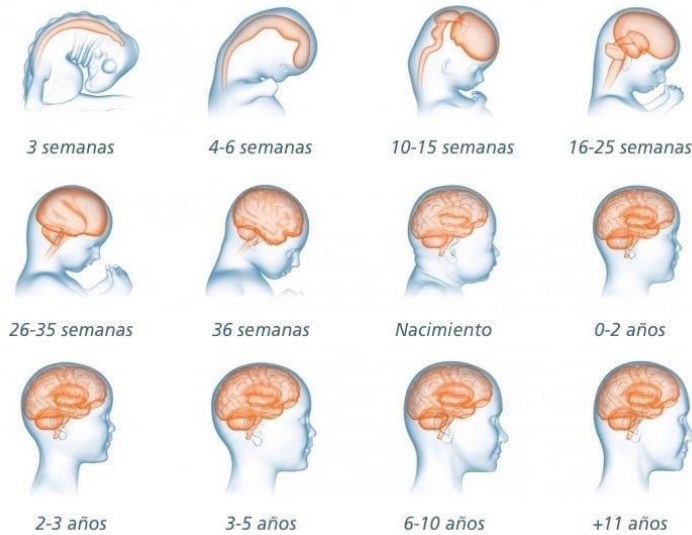 3 semanas
4-6 semanas
10-15 semanas
16-25 semanas
26-35 semanas
36 semanas
Nacimiento
0-2 años
2-3 años
3-5 años
6-10 años
+11 años